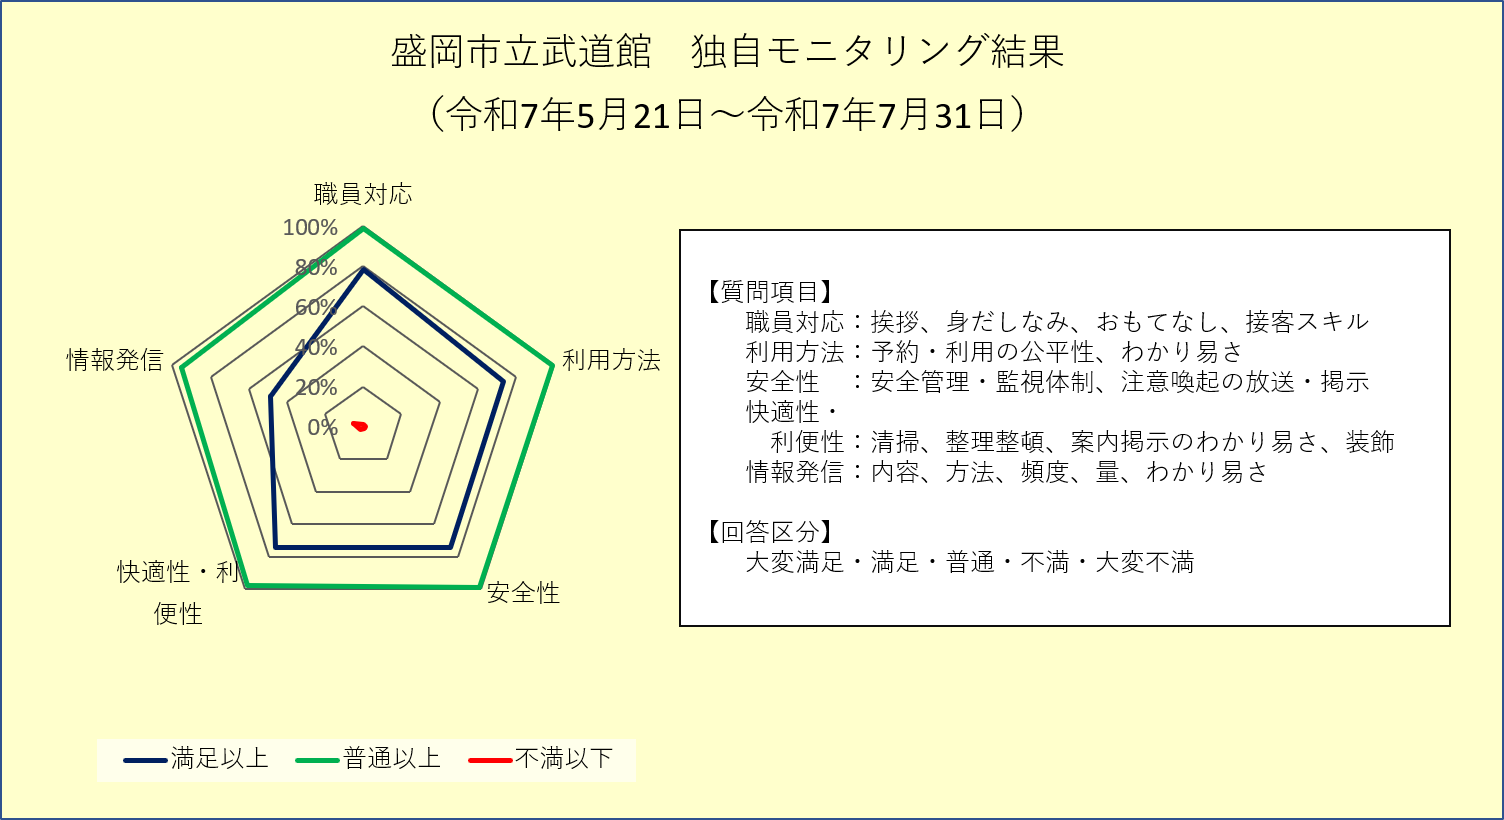 盛岡市立武道館　独自モニタリング結果
（令和7年5月21日～令和7年7月31日）
職員対応
100%
80%
60%
40%
20%
0%
情報発信
利用方法
快適性・利
便性
安全性
満足以上
普通以上
不満以下
【質問項目】
職員対応：挨拶、身だしなみ、おもてなし、接客スキル
利用方法：予約・利用の公平性、わかり易さ
安全性　：安全管理・監視体制、注意喚起の放送・掲示
快適性・
利便性：清掃、整理整頓、案内掲示のわかり易さ、装飾
情報発信：内容、方法、頻度、量、わかり易さ
【回答区分】
大変満足・満足・普通・不満・大変不満